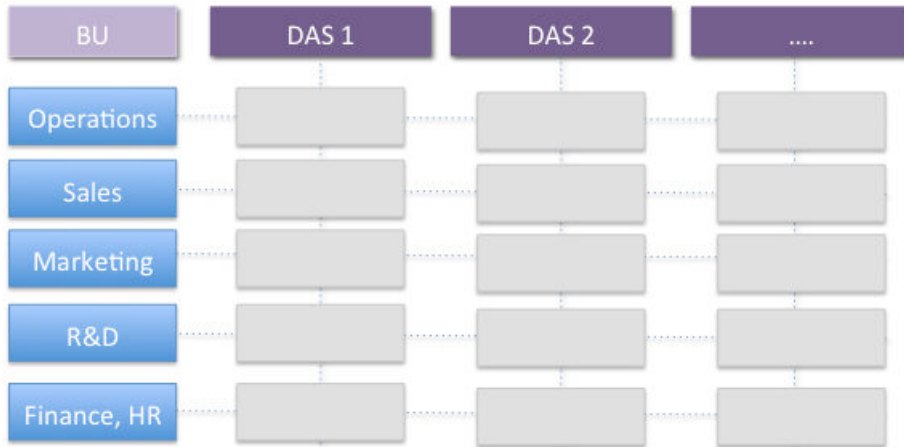 BU
DAS 1
DAS 2
....
Operations
Sales
Marketing
R&D
Finance, HR